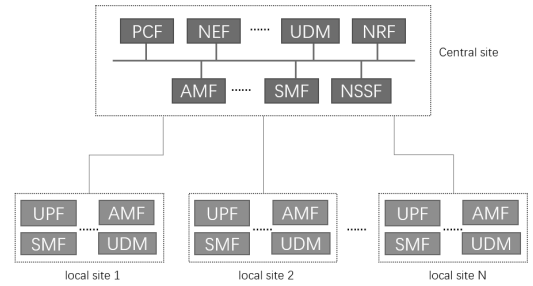 PCF NEF ...... UDM NRF
Central site
AMF ...... SMF NSSF
UPF AMF UPF AMF UPF AMF
...... ...... ...... ......
SMF UDM SMF UDM SMF UDM
local site 1 local site 2 local site N